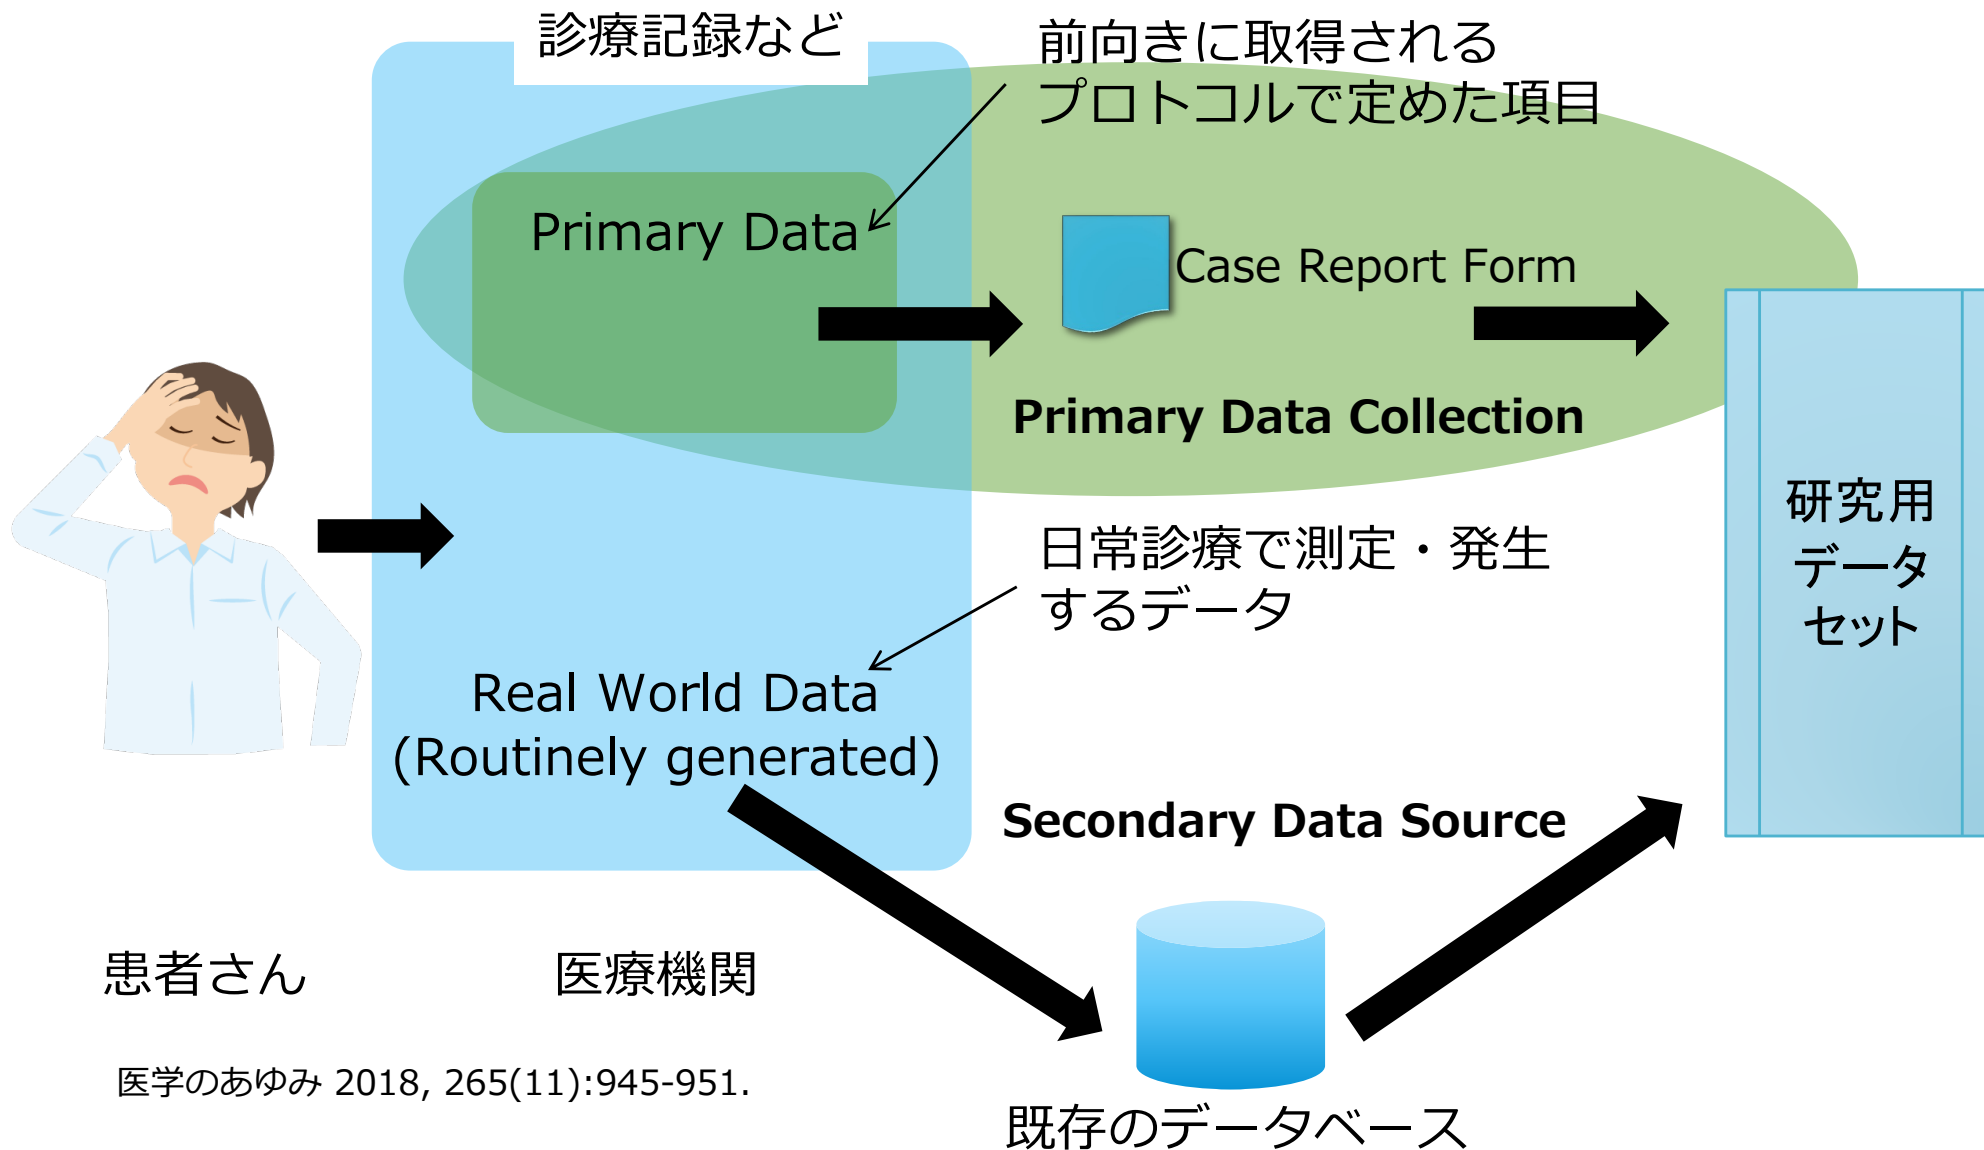 診療記録など
前向きに取得される
プロトコルで定めた項目
Primary Data
Case Report Form
Primary Data Collection
研究用
データ
セット
日常診療で測定・発生
するデータ
Real World Data
(Routinely generated)
Secondary Data Source
患者さん
医療機関
医学のあゆみ 2018, 265(11):945-951.
既存のデータベース